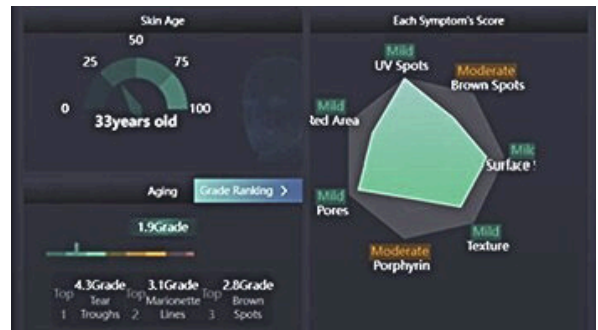 Skin Age
50
25
75
0
100
33years old
Aging
Grade Ranking >
1.9Grade
4.3Grade
Top
Tear
1
Troughs
3.1Grade
Top
Marionette
2
Lines
2.8Grade
Top
Brown
3
Spots
Each Symptom's Score
Mild
UV Spots
Moderate
Brown Spots
Mild
Red Area
Surface
Mild
Pores
Mild
Texture
Moderate
Porphyrin